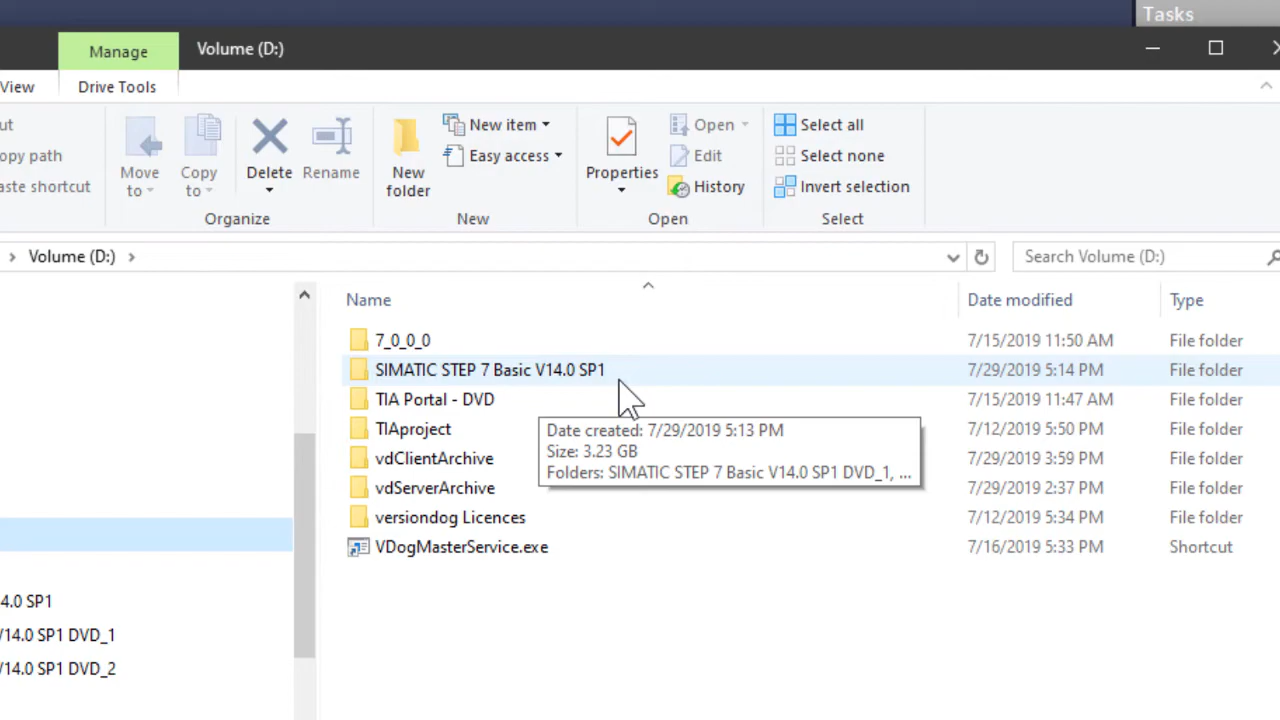 Tasks
Manage
Volume (D:)
View
Drive Tools
ut
opy path
aste shortcut
Move to
Copy to
Delete
Rename
Organize
New folder
New item
Easy access
New
Properties
Open
Edit
History
Open
Select all
Select none
Invert selection
Select
Volume (D:)
Search Volume (D:)
Name Date modified Type
7_0_0_0 7/15/2019 11:50 AM File folder
SIMATIC STEP 7 Basic V14.0 SP1 7/29/2019 5:14 PM File folder
TIA Portal - DVD 7/15/2019 11:47 AM File folder
TIAproject 7/12/2019 5:50 PM File folder
Date created: 7/29/2019 5:13 PM
Size: 3.23 GB
Folders: SIMATIC STEP 7 Basic V14.0 SP1 DVD_1, ...
vdClientArchive 7/29/2019 3:59 PM File folder
vdServerArchive 7/29/2019 2:37 PM File folder
versiondog Licences 7/12/2019 5:34 PM File folder
VDogMasterService.exe 7/16/2019 5:33 PM Shortcut
4.0 SP1
/14.0 SP1 DVD_1
/14.0 SP1 DVD_2